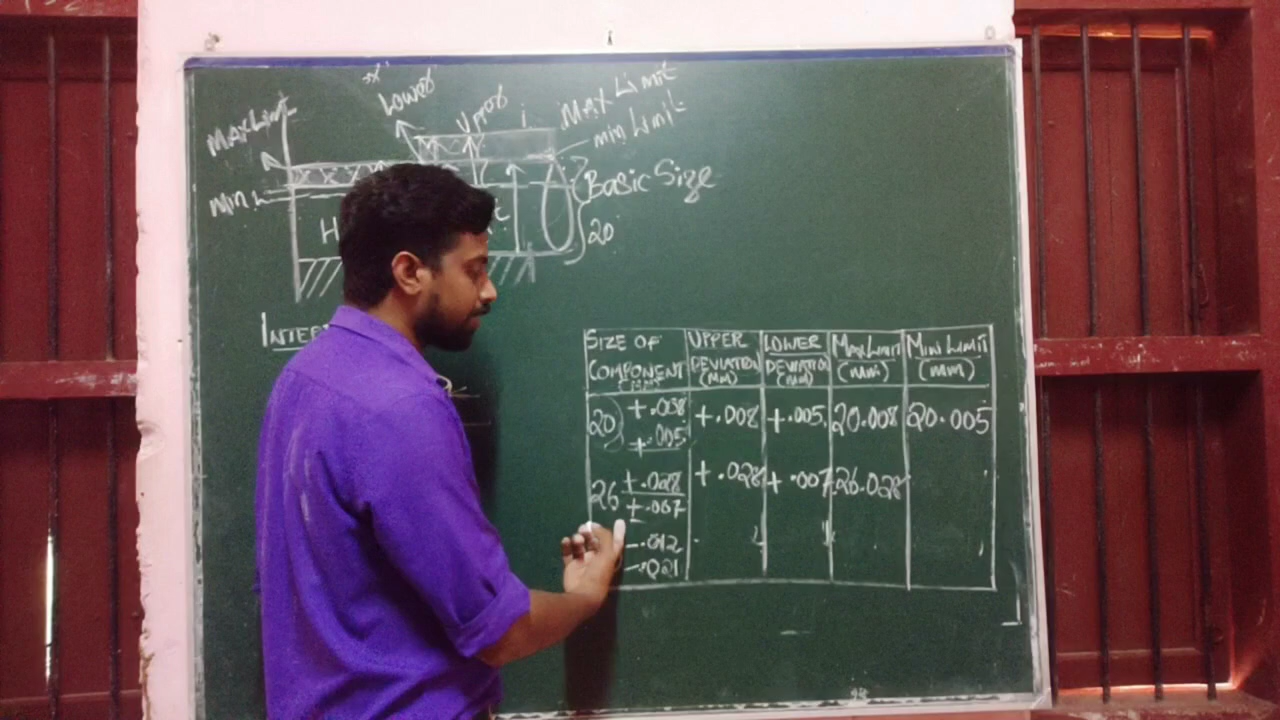 Lower
Upper
Max Limit
min Limit
MAX LIMIT
min L
Basic Size
20
H
C
INTER
SIZE OF COMPONENT (mm)
UPPER DEVIATION (MM)
LOWER DEVIATION (MM)
MAX LIMIT (mm)
MIN LIMIT (mm)
20 +.008 +.005
+.008
+.005
20.008
20.005
26 +.028 +.007
+.028
+.007
26.028
-.012
-.021